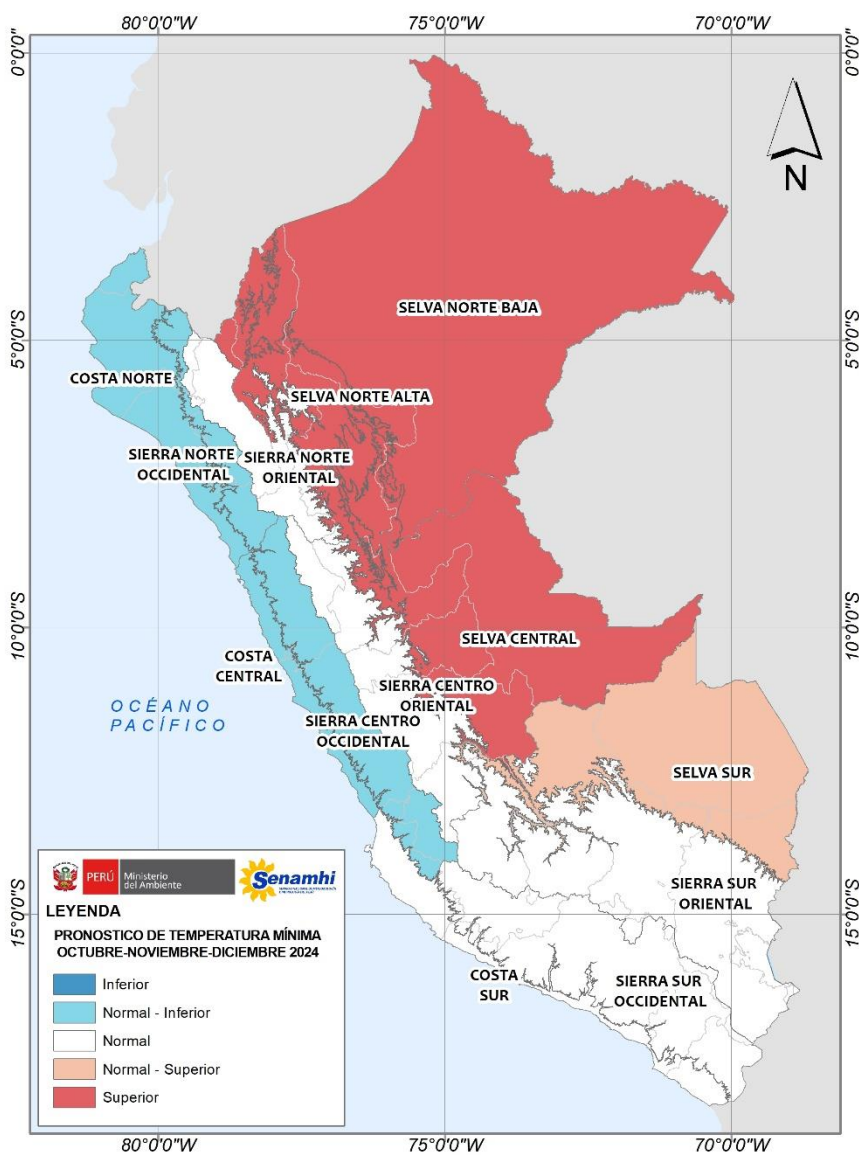 80°0'0"W
75°0'0"W
70°0'0"W
0°0'0"
0°0'0"
N
SELVA NORTE BAJA
5°0'0"S
5°0'0"S
COSTA NORTE
SELVA NORTE ALTA
SIERRA NORTE
OCCIDENTAL
SIERRA NORTE
ORIENTAL
10°0'0"S
10°0'0"S
SELVA CENTRAL
COSTA
CENTRAL
SIERRA CENTRO
ORIENTAL
OCÉANO
PACÍFICO
SIERRA CENTRO
OCCIDENTAL
SELVA SUR
PERÚ
Ministerio
del Ambiente
Senamhi
SIERRA SUR
ORIENTAL
15°0'0"S
15°0'0"S
COSTA
SUR
SIERRA SUR
OCCIDENTAL
LEYENDA
PRONOSTICO DE TEMPERATURA MÍNIMA
OCTUBRE-NOVIEMBRE-DICIEMBRE 2024
Inferior
Normal - Inferior
Normal
Normal - Superior
Superior
80°0'0"W
75°0'0"W
70°0'0"W